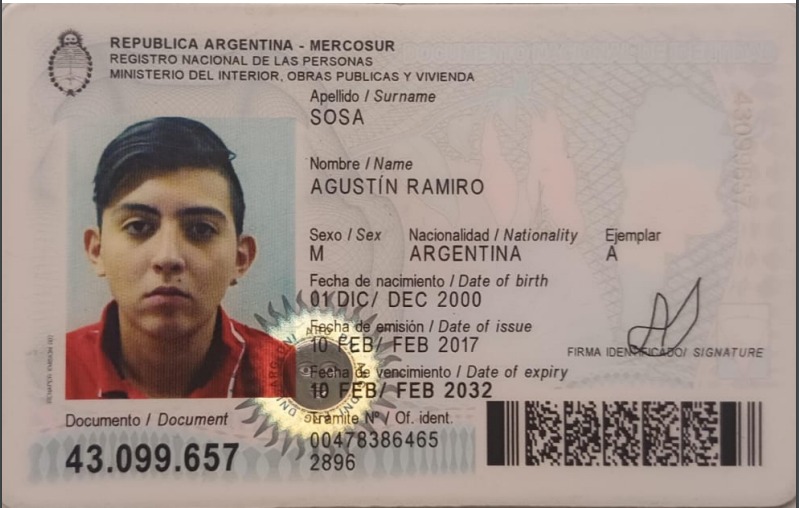 REPUBLICA ARGENTINA - MERCOSUR
REGISTRO NACIONAL DE LAS PERSONAS
MINISTERIO DEL INTERIOR, OBRAS PUBLICAS Y VIVIENDA
Apellido / Surname
SOSA
Nombre / Name
AGUSTÍN RAMIRO
Sexo / Sex Nacionalidad / Nationality Ejemplar
M ARGENTINA A
Fecha de nacimiento / Date of birth
01 DIC/ DEC 2000
Fecha de emisión / Date of issue
10 FEB/ FEB 2017
FIRMA IDENTIFICADO/ SIGNATURE
Fecha de vencimiento / Date of expiry
10 FEB/ FEB 2032
Documento / Document
43.099.657
Trámite Nº / Of. ident.
00478386465
2896
43099657